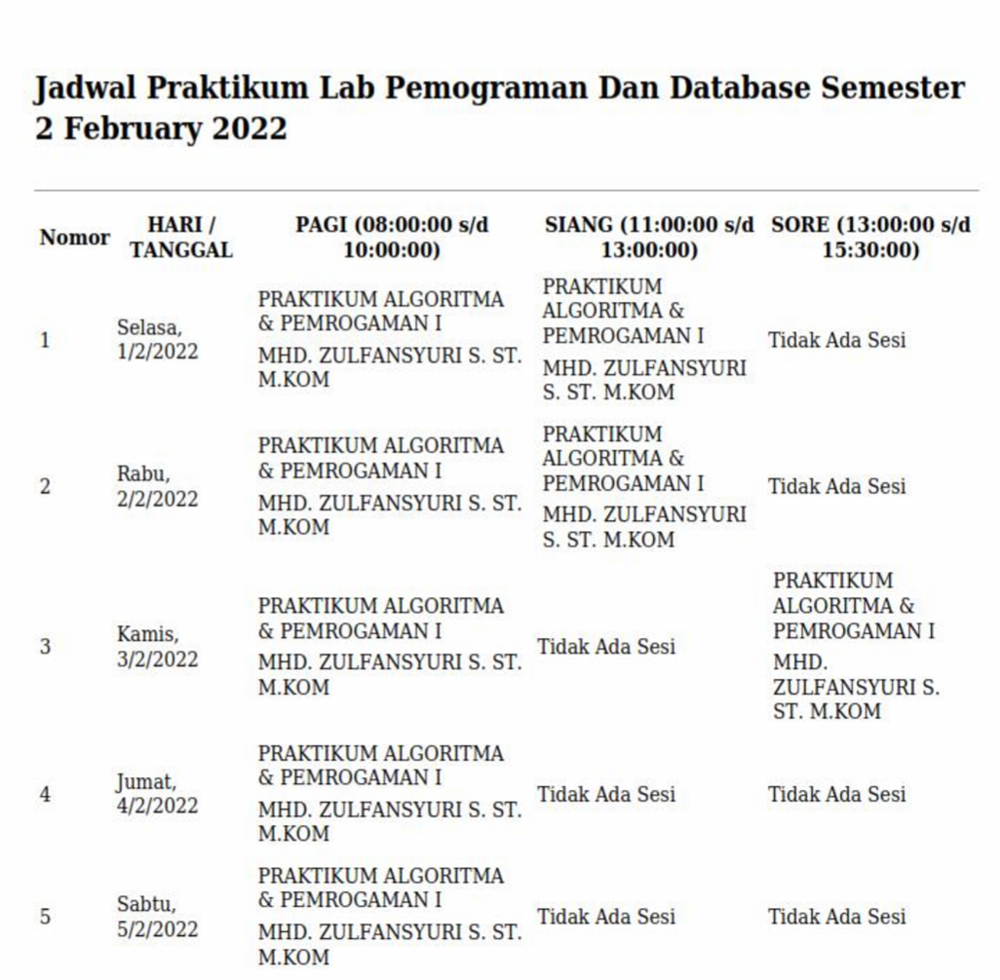 Jadwal Praktikum Lab Pemograman Dan Database Semester
2 February 2022
Nomor
HARI /
TANGGAL
PAGI (08:00:00 s/d
10:00:00)
SIANG (11:00:00 s/d
13:00:00)
SORE (13:00:00 s/d
15:30:00)
1
Selasa,
1/2/2022
PRAKTIKUM ALGORITMA
& PEMROGAMAN I
MHD. ZULFANSYURI S. ST.
M.KOM
PRAKTIKUM
ALGORITMA &
PEMROGAMAN I
MHD. ZULFANSYURI
S. ST. M.KOM
Tidak Ada Sesi
2
Rabu,
2/2/2022
PRAKTIKUM ALGORITMA
& PEMROGAMAN I
MHD. ZULFANSYURI S. ST.
M.KOM
PRAKTIKUM
ALGORITMA &
PEMROGAMAN I
MHD. ZULFANSYURI
S. ST. M.KOM
Tidak Ada Sesi
3
Kamis,
3/2/2022
PRAKTIKUM ALGORITMA
& PEMROGAMAN I
MHD. ZULFANSYURI S. ST.
M.KOM
Tidak Ada Sesi
PRAKTIKUM
ALGORITMA &
PEMROGAMAN I
MHD.
ZULFANSYURI S.
ST. M.KOM
4
Jumat,
4/2/2022
PRAKTIKUM ALGORITMA
& PEMROGAMAN I
MHD. ZULFANSYURI S. ST.
M.KOM
Tidak Ada Sesi
Tidak Ada Sesi
5
Sabtu,
5/2/2022
PRAKTIKUM ALGORITMA
& PEMROGAMAN I
MHD. ZULFANSYURI S. ST.
M.KOM
Tidak Ada Sesi
Tidak Ada Sesi